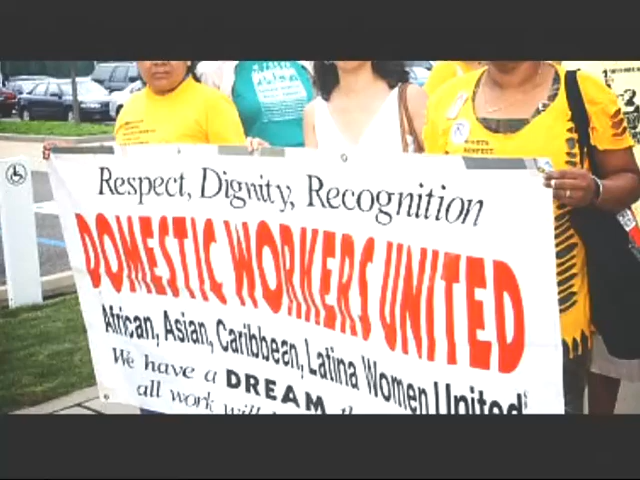 Respect, Dignity, Recognition
DOMESTIC WORKERS UNITED
African, Asian, Caribbean, Latina Women United
We have a DREAM
all work